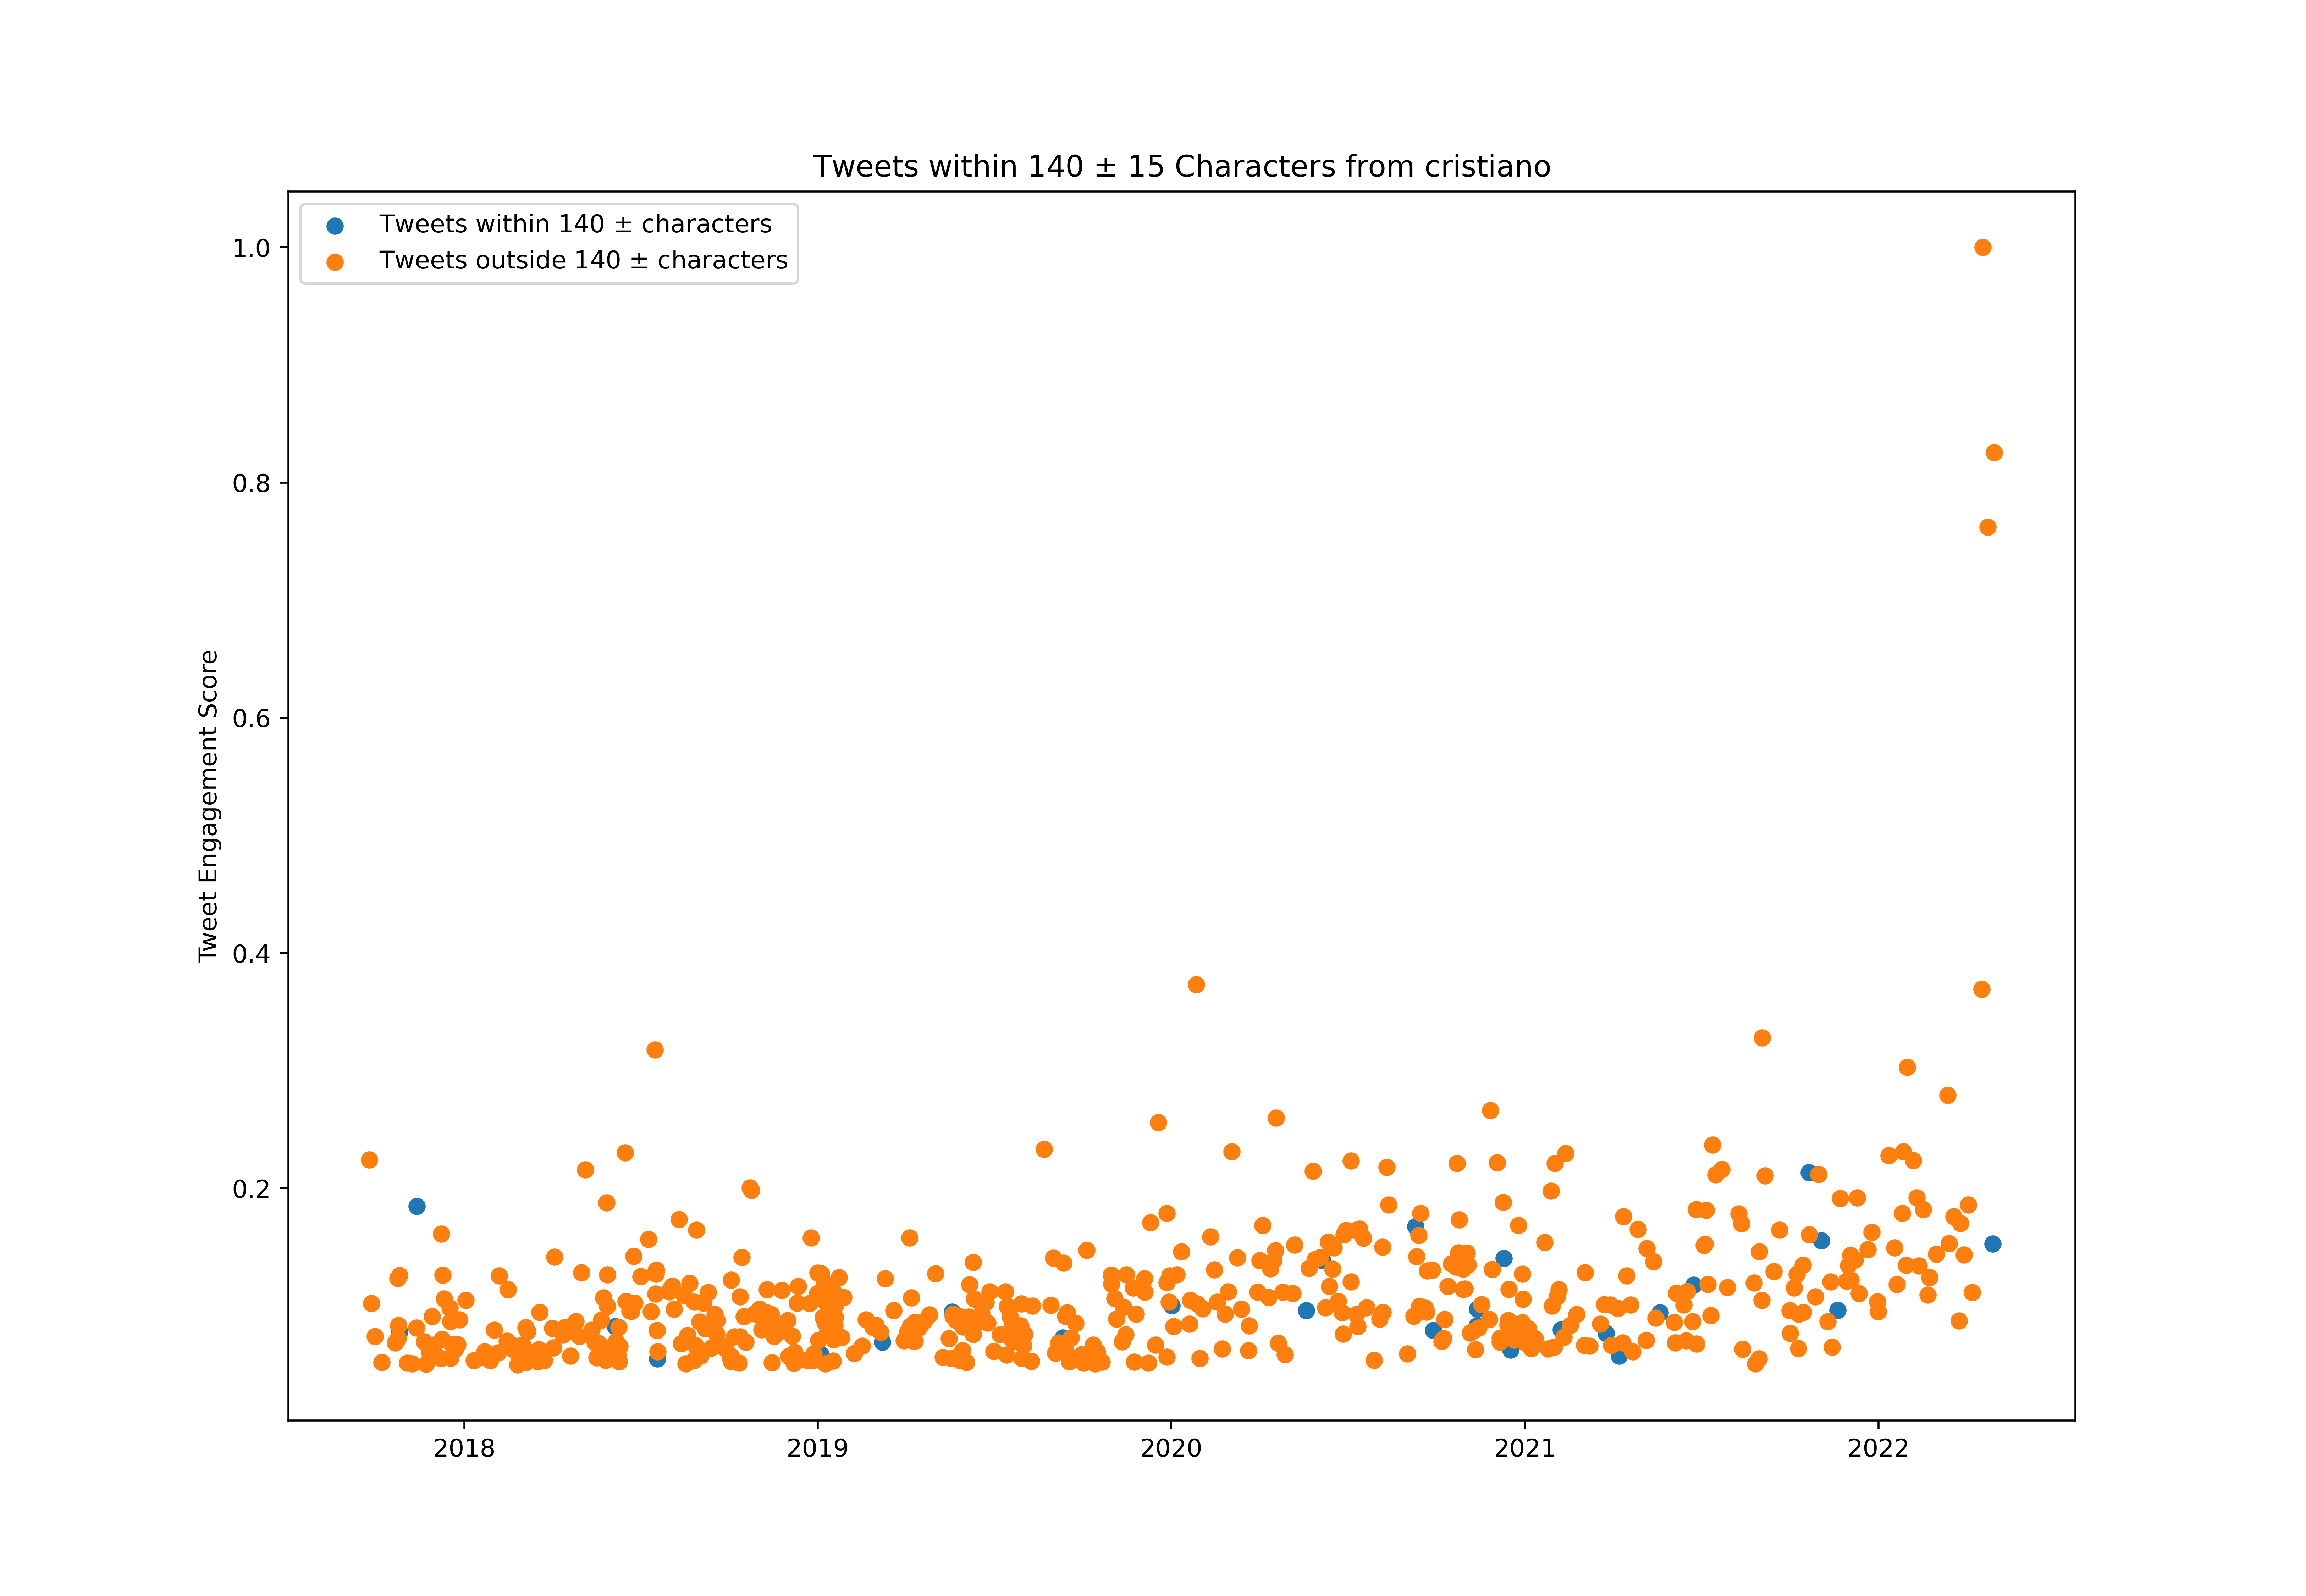 Tweets within 140 ± 15 Characters from cristiano
Tweets within 140 ± characters
Tweets outside 140 ± characters
1.0
0.8
0.6
0.4
0.2
Tweet Engagement Score
2018 2019 2020 2021 2022